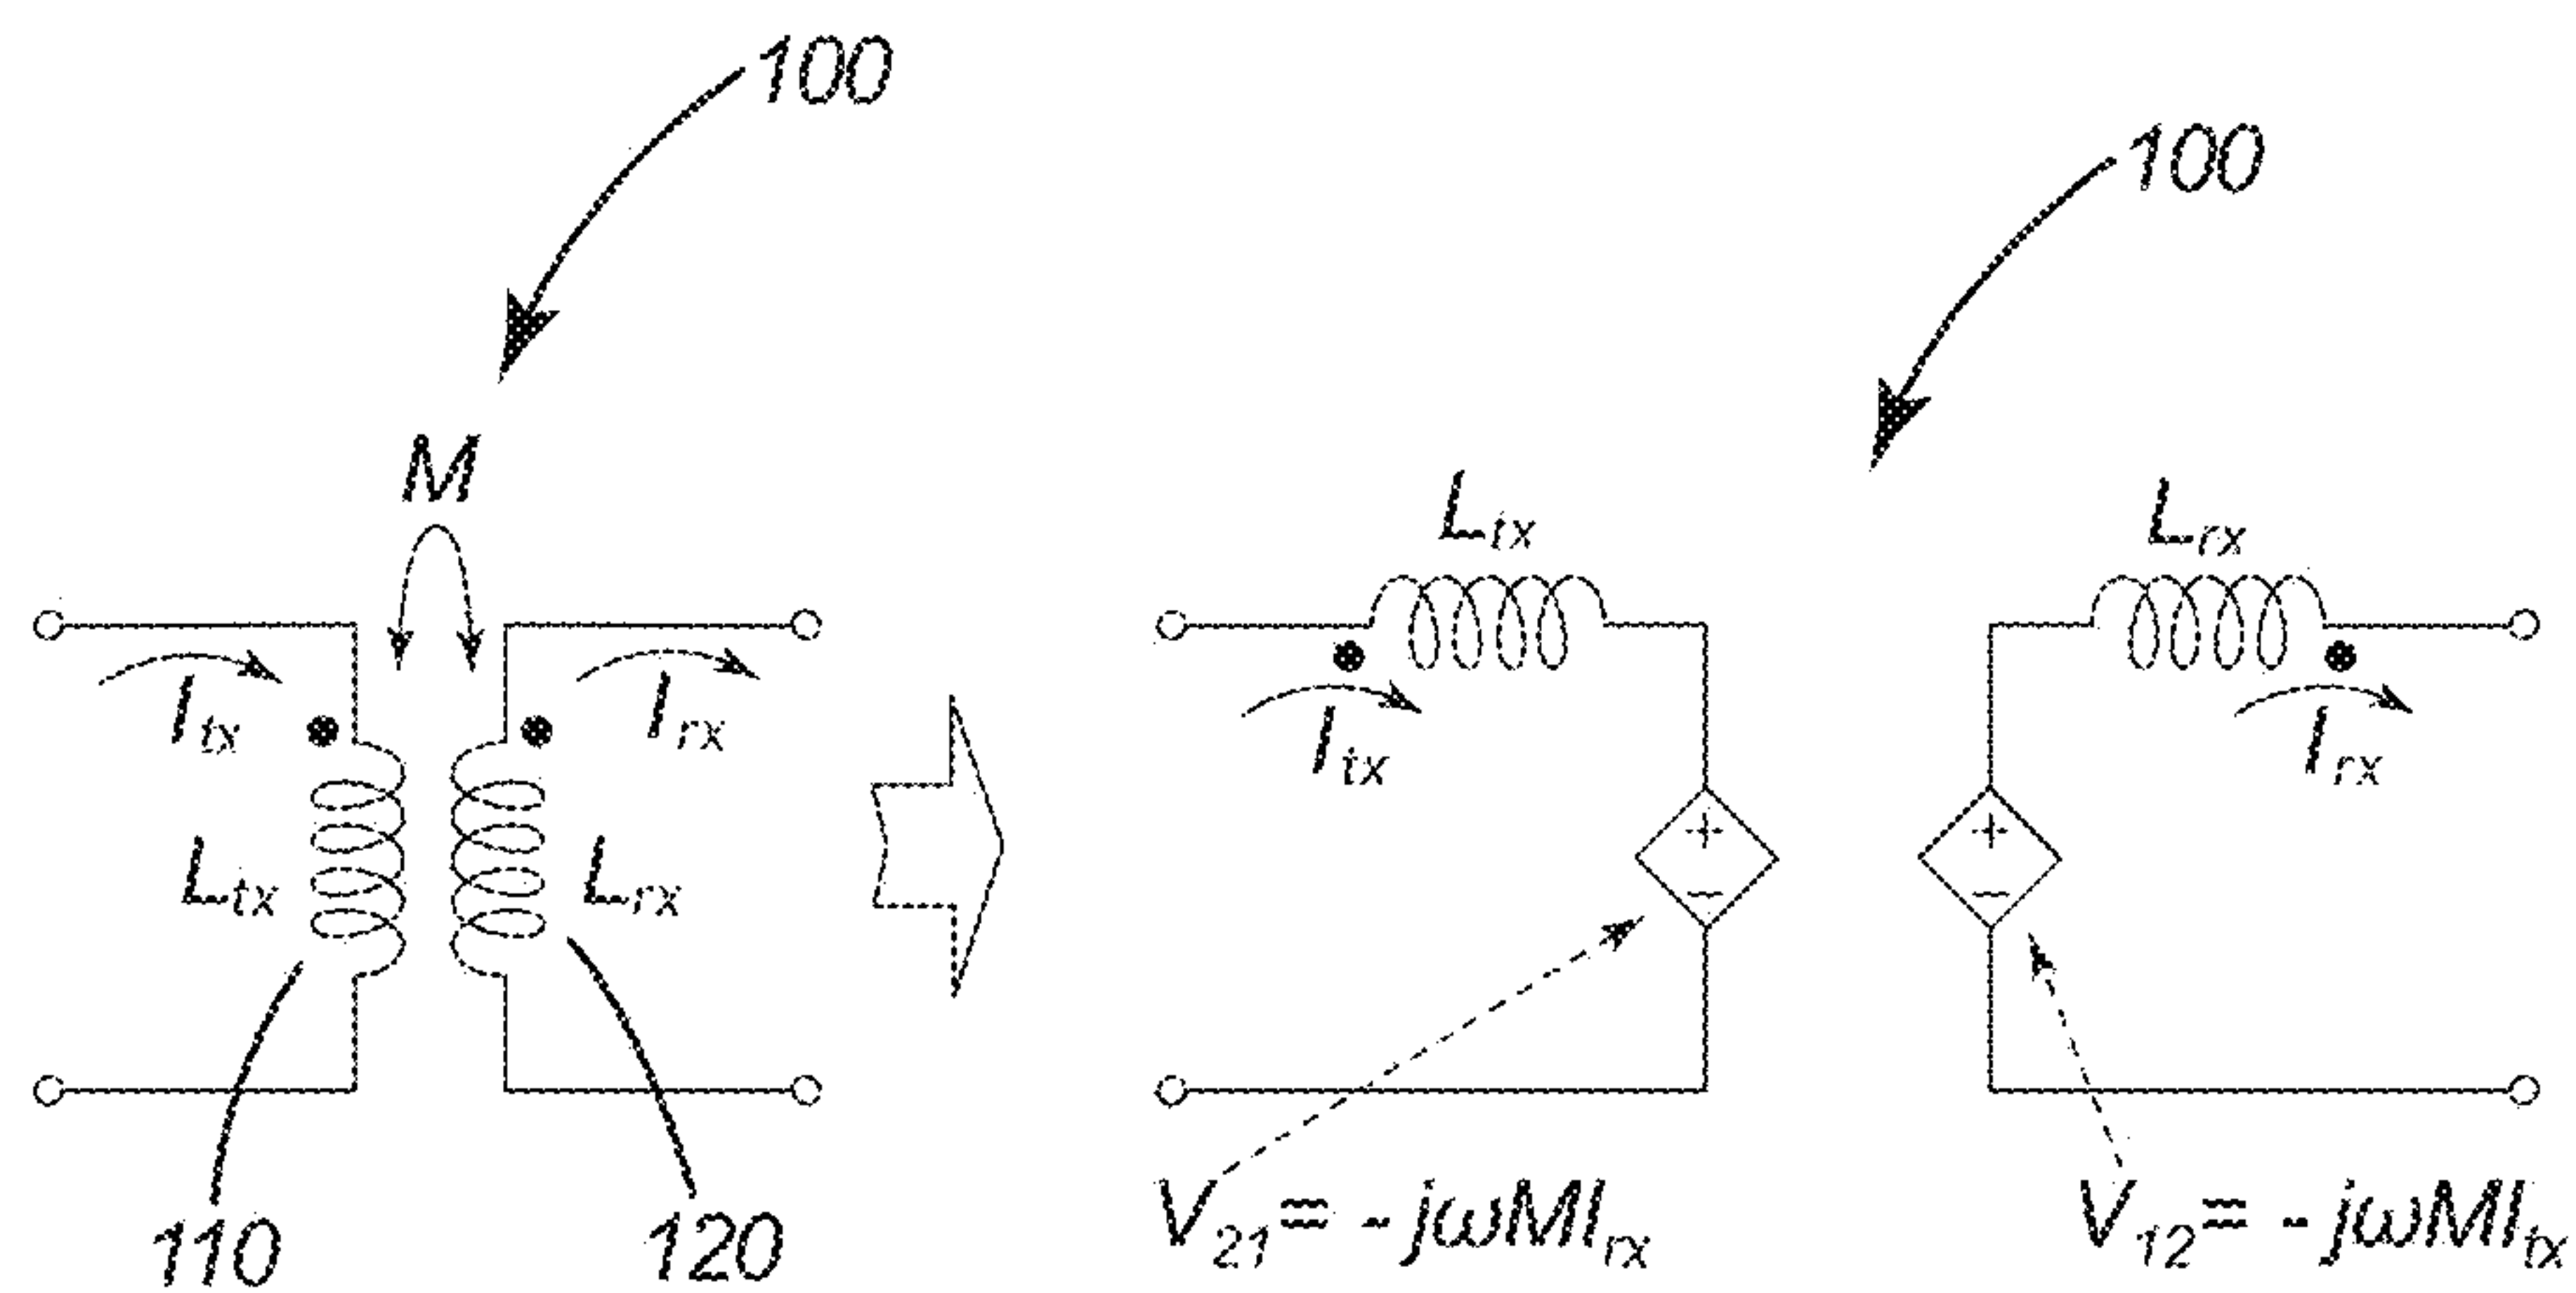 100
100
M
L_tx
L_rx
I_tx
I_rx
I_tx
I_rx
L_tx
L_rx
+
+
−
−
110
120
V_21 = -jωMI_rx
V_12 = -jωMI_tx